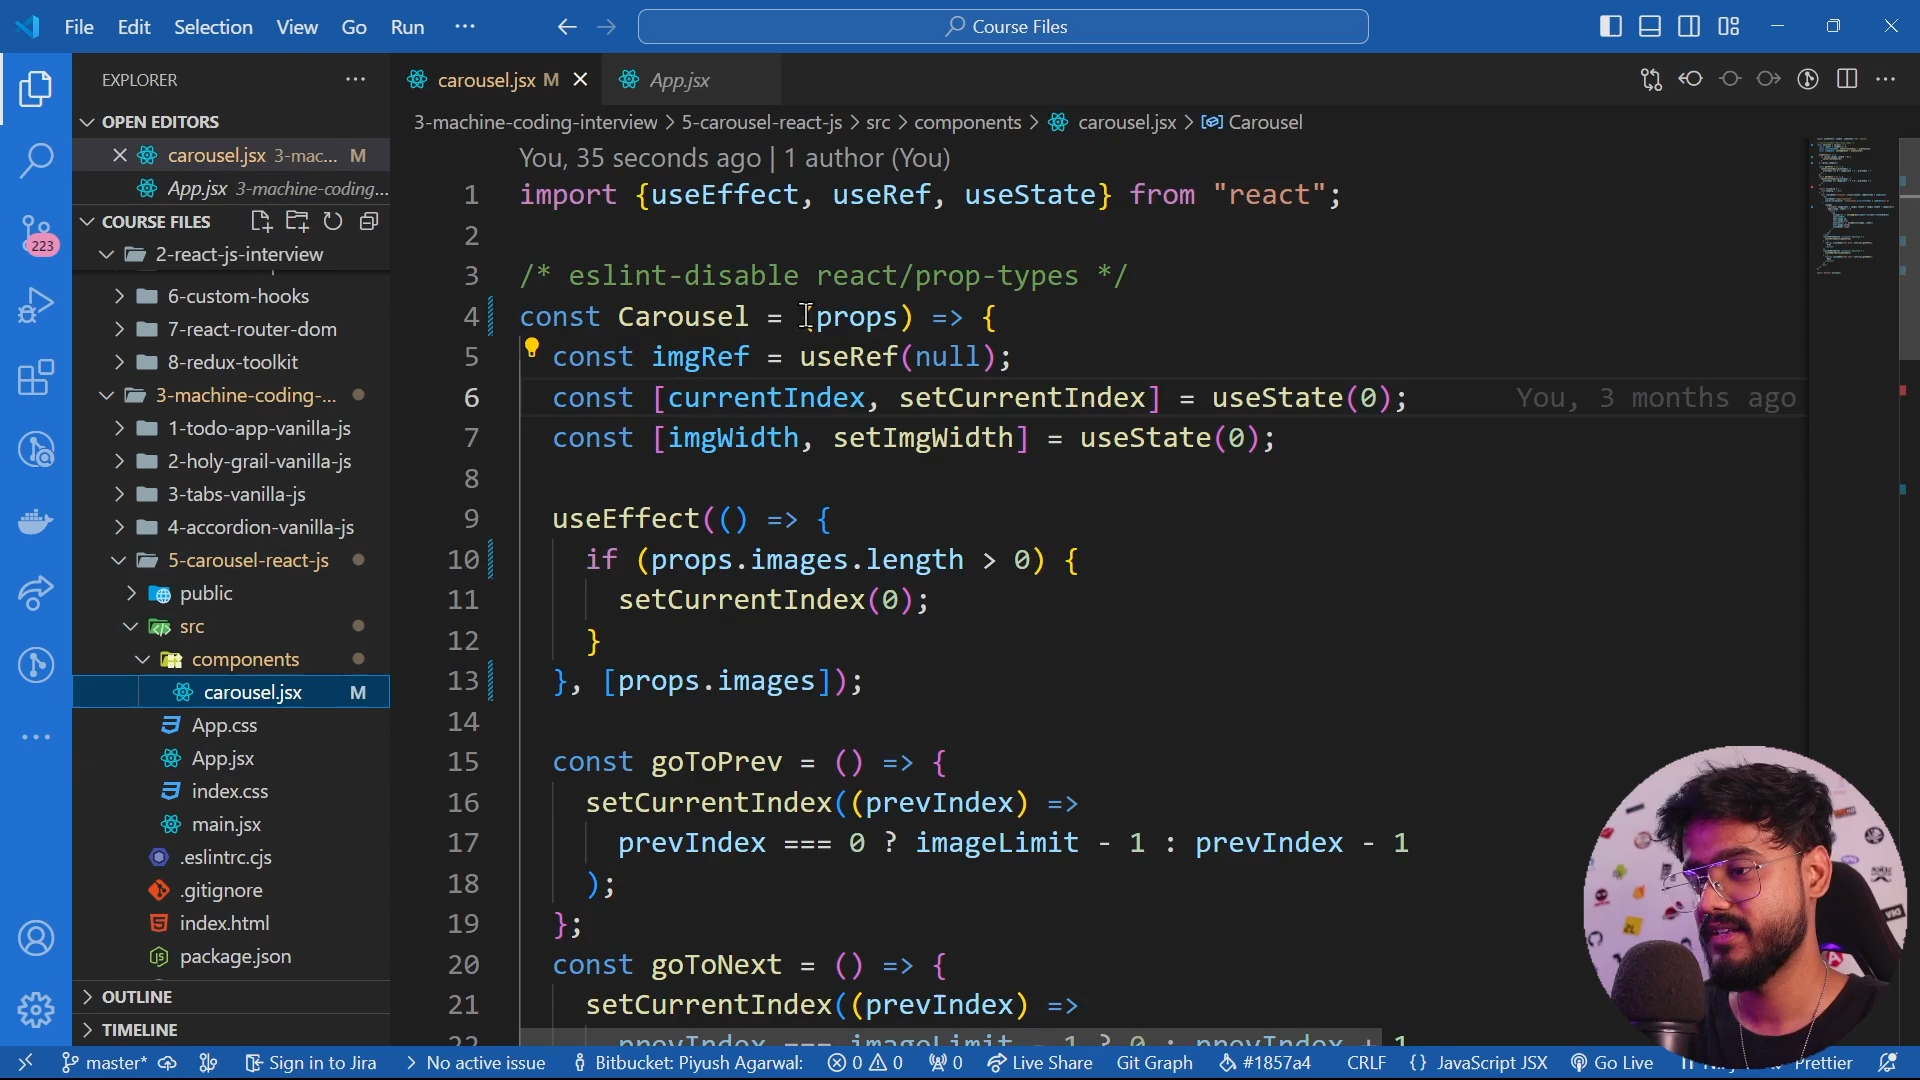 File Edit Selection View Go Run ... Course Files
EXPLORER
OPEN EDITORS
carousel.jsx 3-mac... M
App.jsx 3-machine-coding...
COURSE FILES
2-react-js-interview
6-custom-hooks
7-react-router-dom
8-redux-toolkit
3-machine-coding-...
1-todo-app-vanilla-js
2-holy-grail-vanilla-js
3-tabs-vanilla-js
4-accordion-vanilla-js
5-carousel-react-js
public
src
components
carousel.jsx M
App.css
App.jsx
index.css
main.jsx
.eslintrc.cjs
.gitignore
index.html
package.json
OUTLINE
TIMELINE
223
carousel.jsx M App.jsx
3-machine-coding-interview > 5-carousel-react-js > src > components > carousel.jsx > Carousel
You, 35 seconds ago | 1 author (You)
1 import {useEffect, useRef, useState} from "react";
2
3 /* eslint-disable react/prop-types */
4 const Carousel = (props) => {
5 const imgRef = useRef(null);
6 const [currentIndex, setCurrentIndex] = useState(0); You, 3 months ago
7 const [imgWidth, setImgWidth] = useState(0);
8
9 useEffect(() => {
10 if (props.images.length > 0) {
11 setCurrentIndex(0);
12 }
13 }, [props.images]);
14
15 const goToPrev = () => {
16 setCurrentIndex((prevIndex) =>
17 prevIndex === 0 ? imageLimit - 1 : prevIndex - 1
18 );
19 };
20 const goToNext = () => {
21 setCurrentIndex((prevIndex) =>
22 prevIndex === imageLimit - 1 ? 0 : prevIndex + 1
master* Sign in to Jira No active issue Bitbucket: Piyush Agarwal: 0 0 0 Live Share Git Graph #1857a4 CRLF {} JavaScript JSX Go Live Prettier